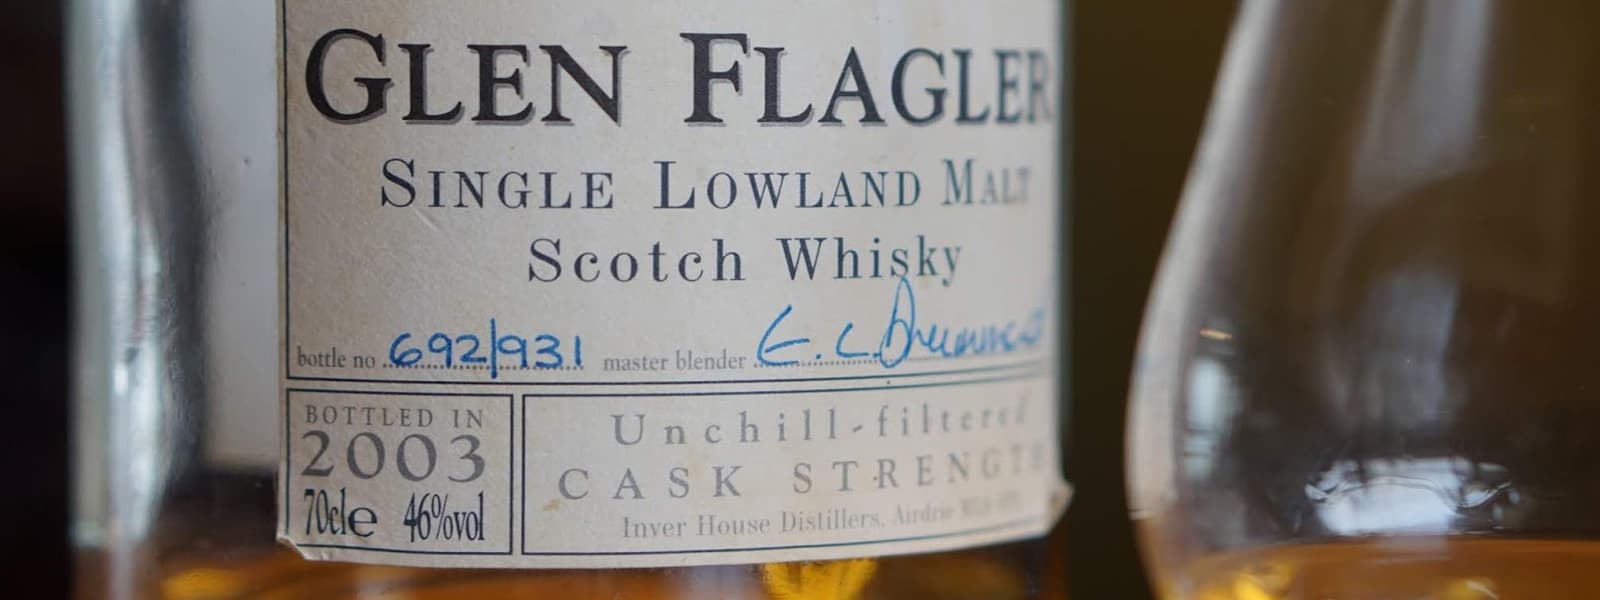 GLEN FLAGLER
SINGLE LOWLAND MALT
Scotch Whisky
bottle no 692/931 master blender E.C.Drummond
BOTTLED IN
2003
70cle 46%vol
Unchill-filtered
CASK STRENGTH
Inver House Distillers, Airdrie